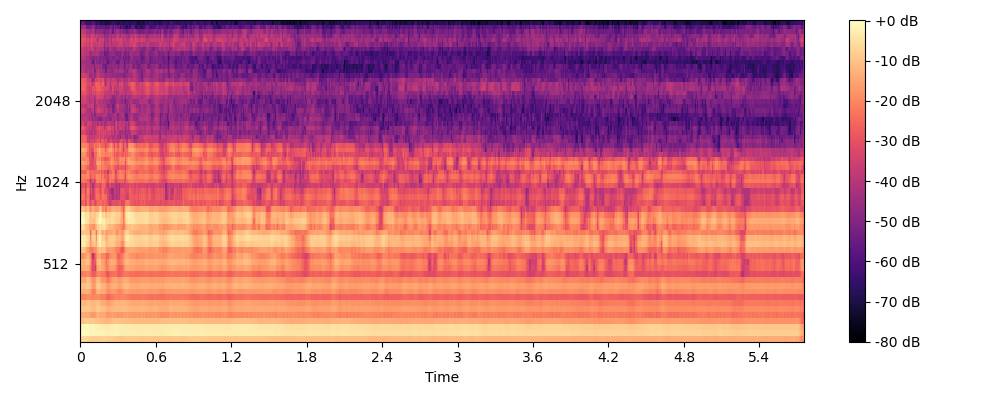 2048
1024
512
Hz
0 0.6 1.2 1.8 2.4 3 3.6 4.2 4.8 5.4
Time
+0 dB
-10 dB
-20 dB
-30 dB
-40 dB
-50 dB
-60 dB
-70 dB
-80 dB